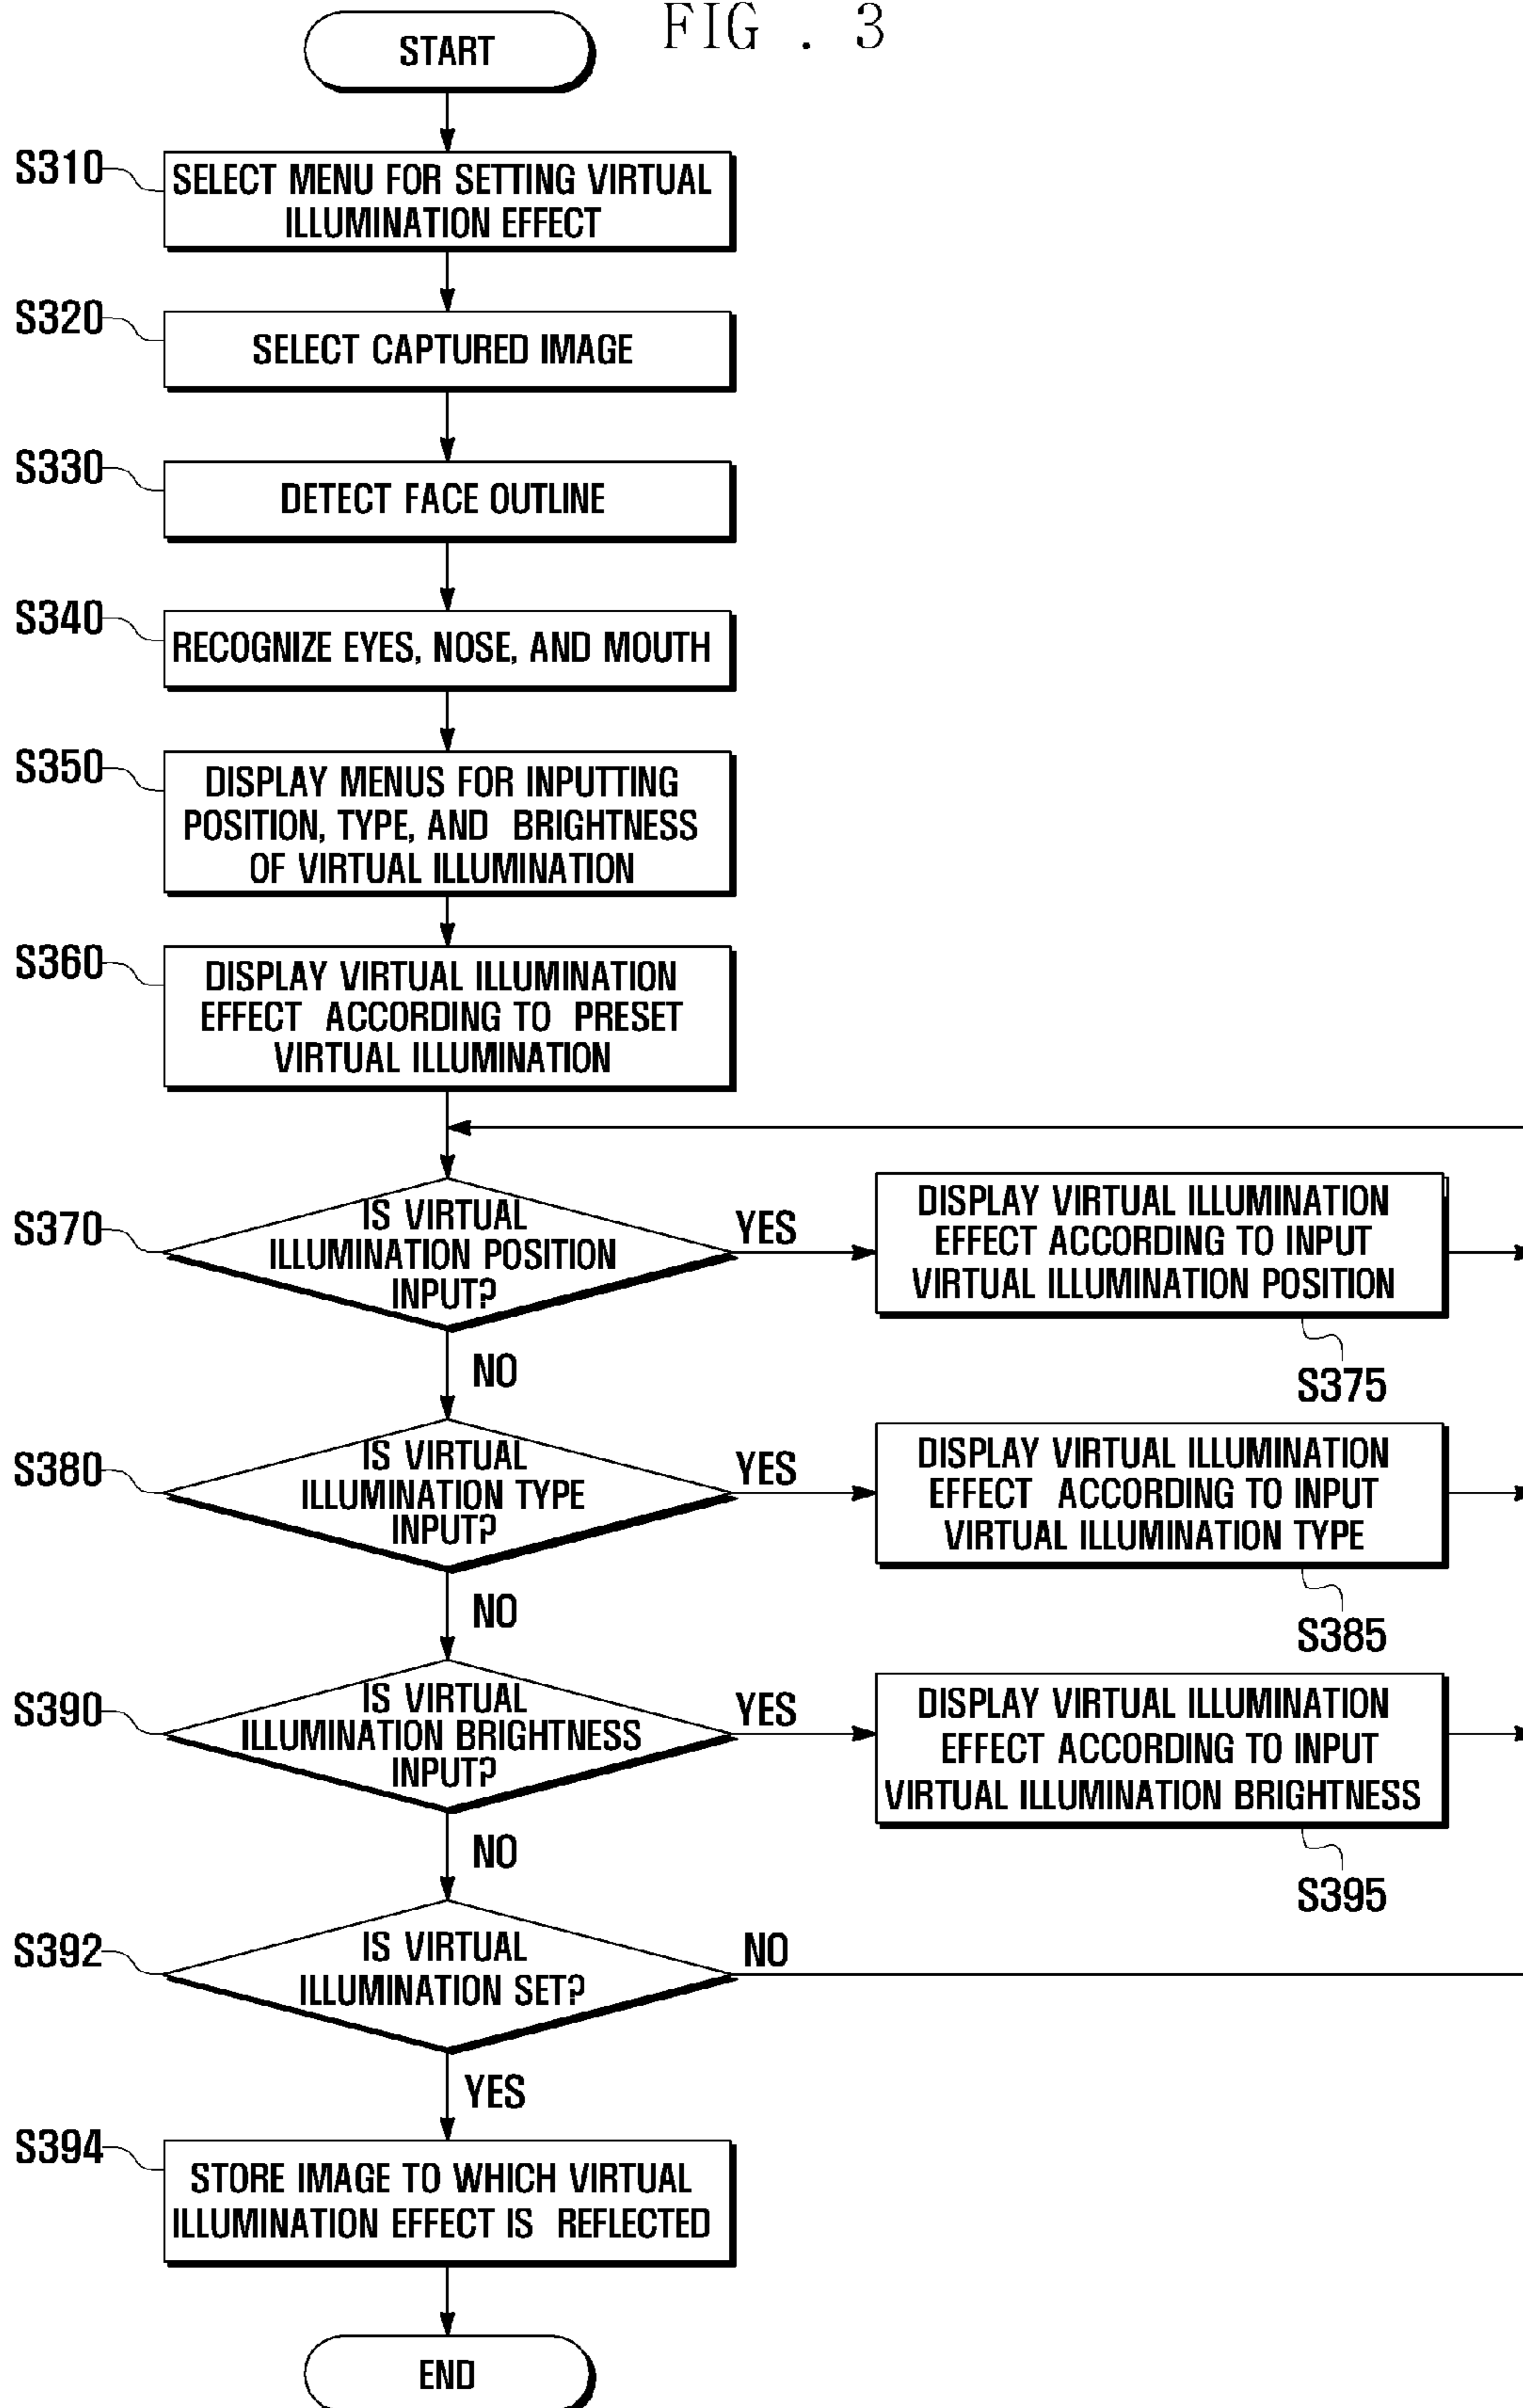 FIG . 3
START
S310
SELECT MENU FOR SETTING VIRTUAL
ILLUMINATION EFFECT
S320
SELECT CAPTURED IMAGE
S330
DETECT FACE OUTLINE
S340
RECOGNIZE EYES, NOSE, AND MOUTH
S350
DISPLAY MENUS FOR INPUTTING
POSITION, TYPE, AND BRIGHTNESS
OF VIRTUAL ILLUMINATION
S360
DISPLAY VIRTUAL ILLUMINATION
EFFECT ACCORDING TO PRESET
VIRTUAL ILLUMINATION
S370
IS VIRTUAL
ILLUMINATION POSITION
INPUT?
YES
DISPLAY VIRTUAL ILLUMINATION
EFFECT ACCORDING TO INPUT
VIRTUAL ILLUMINATION POSITION
S375
NO
S380
IS VIRTUAL
ILLUMINATION TYPE
INPUT?
YES
DISPLAY VIRTUAL ILLUMINATION
EFFECT ACCORDING TO INPUT
VIRTUAL ILLUMINATION TYPE
S385
NO
S390
IS VIRTUAL
ILLUMINATION BRIGHTNESS
INPUT?
YES
DISPLAY VIRTUAL ILLUMINATION
EFFECT ACCORDING TO INPUT
VIRTUAL ILLUMINATION BRIGHTNESS
S395
NO
S392
IS VIRTUAL
ILLUMINATION SET?
NO
YES
S394
STORE IMAGE TO WHICH VIRTUAL
ILLUMINATION EFFECT IS REFLECTED
END